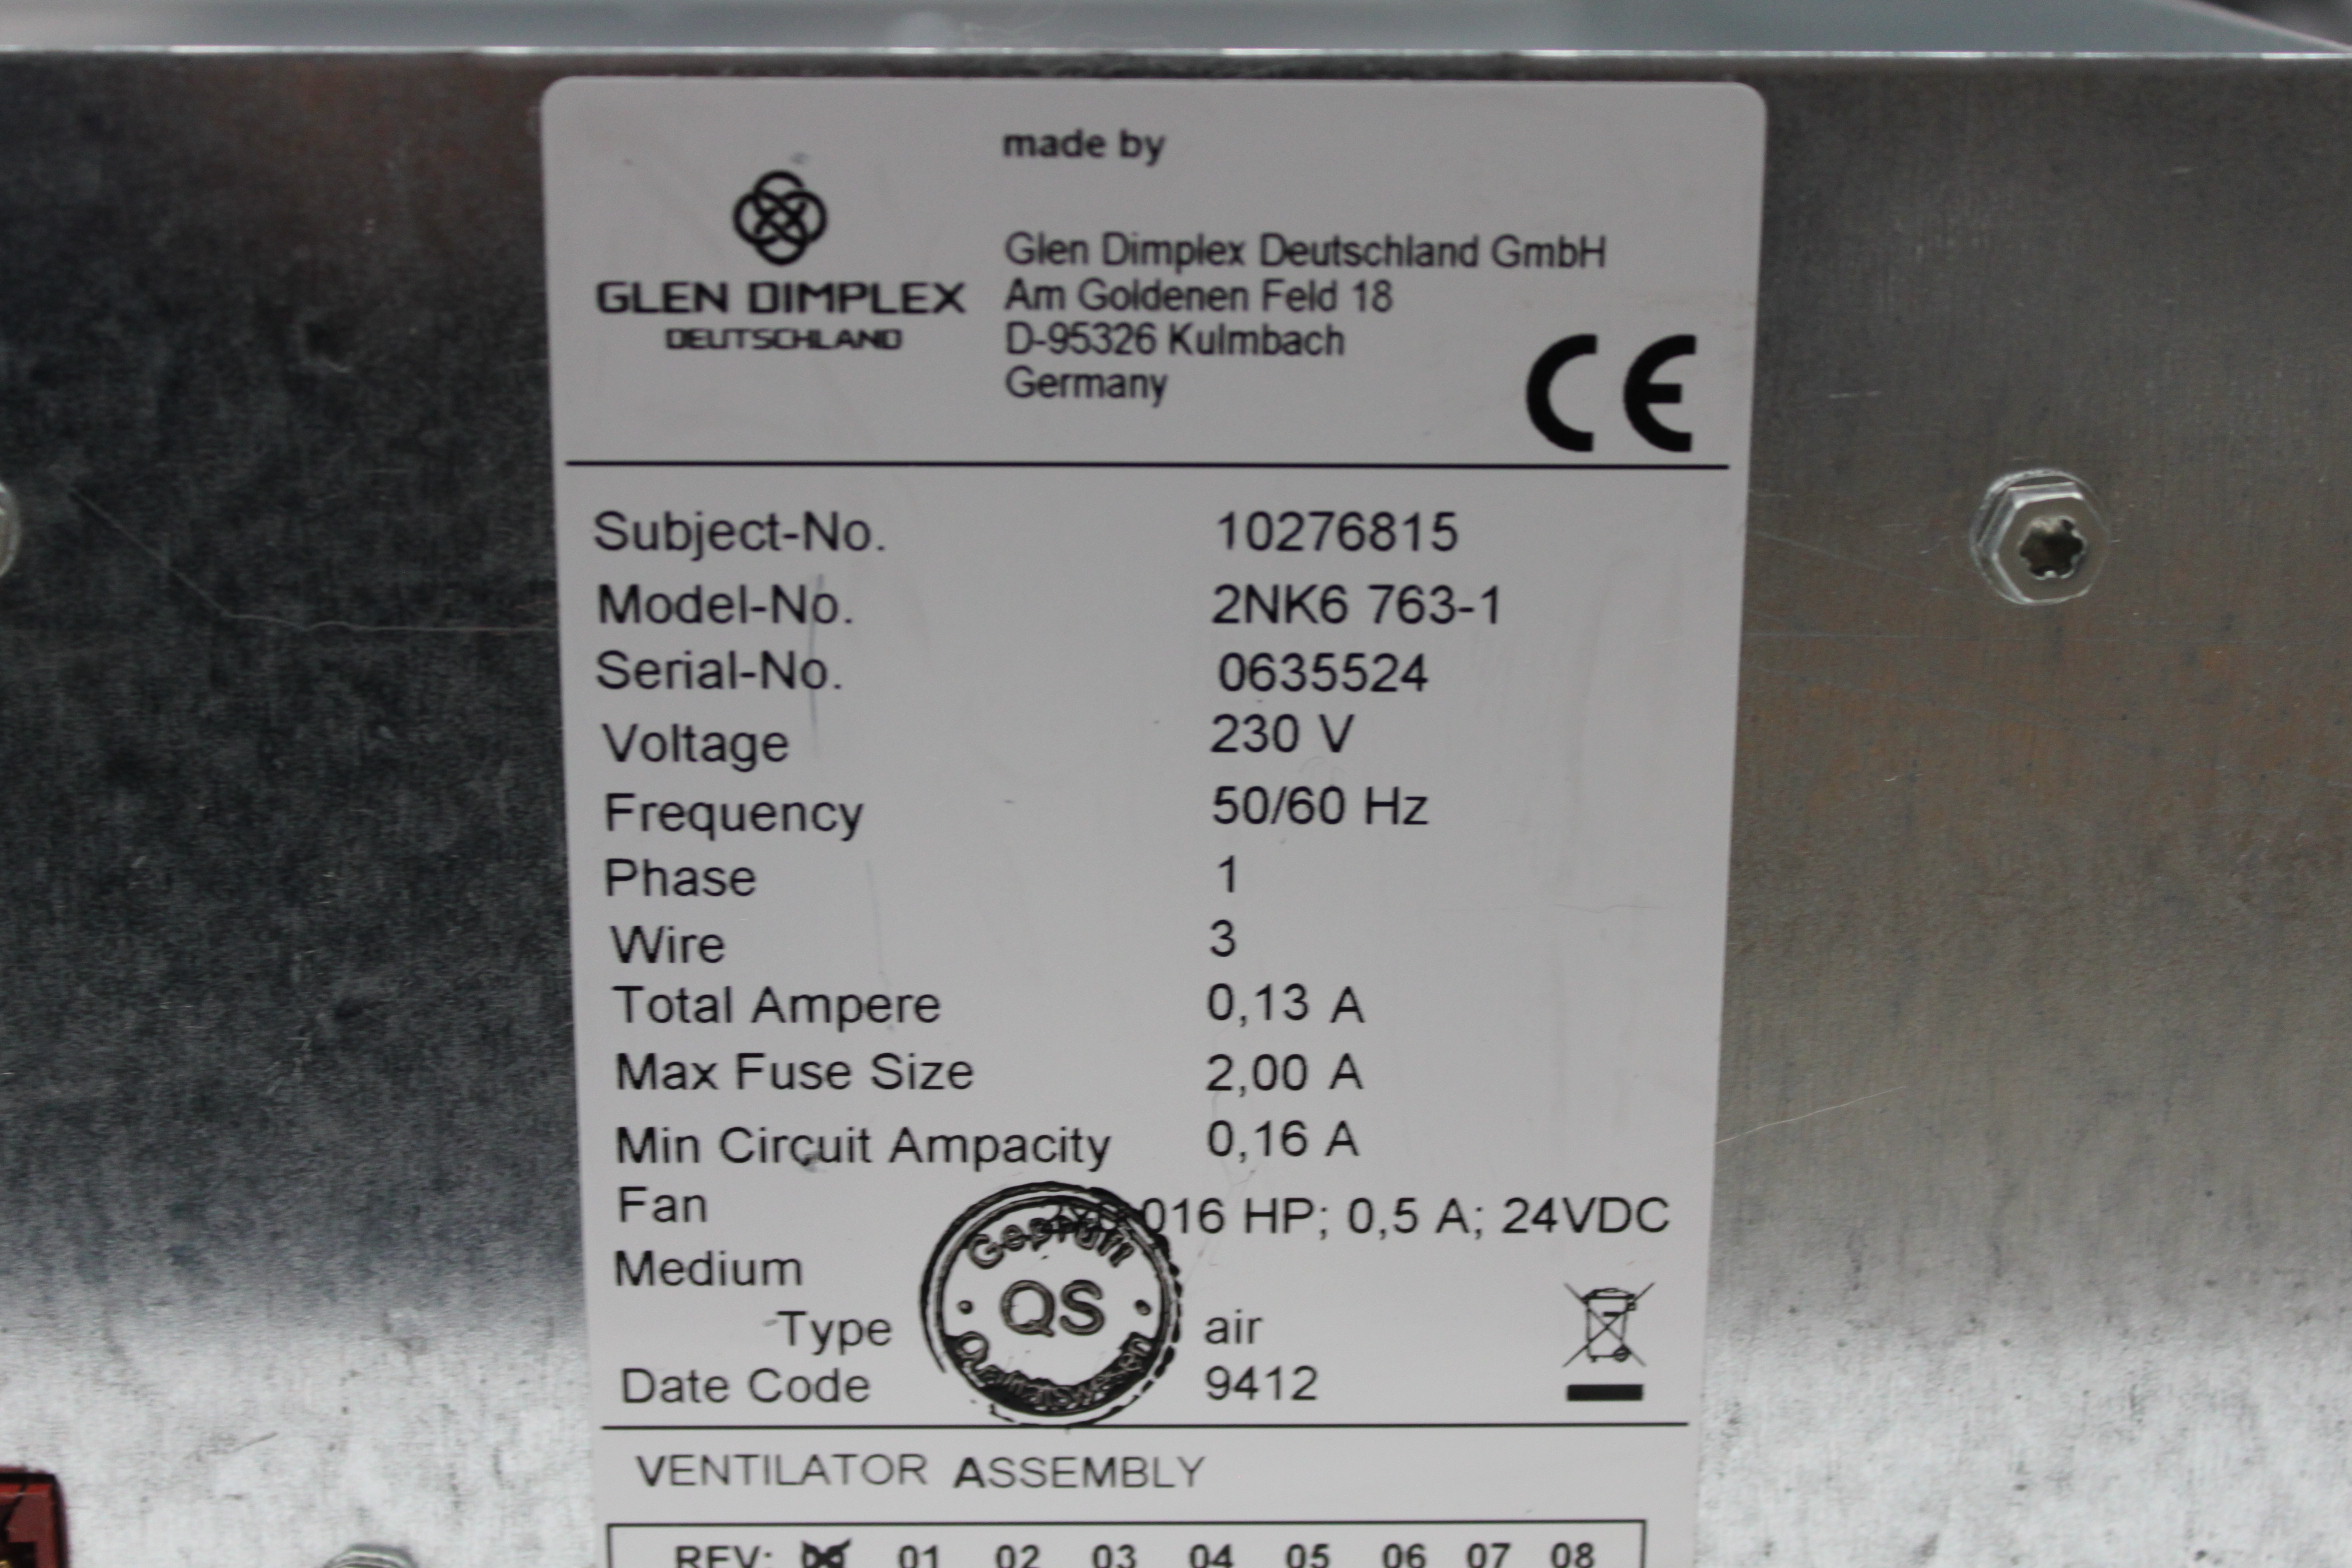 made by
GLEN DIMPLEX
DEUTSCHLAND
Glen Dimplex Deutschland GmbH
Am Goldenen Feld 18
D-95326 Kulmbach
Germany
CE
Subject-No. 10276815
Model-No. 2NK6 763-1
Serial-No. 0635524
Voltage 230 V
Frequency 50/60 Hz
Phase 1
Wire 3
Total Ampere 0,13 A
Max Fuse Size 2,00 A
Min Circuit Ampacity 0,16 A
Fan 016 HP; 0,5 A; 24VDC
Geprüft
QS
Qualitätswesen
Medium
Type air
Date Code 9412
VENTILATOR ASSEMBLY
REV: 01 02 03 04 05 06 07 08